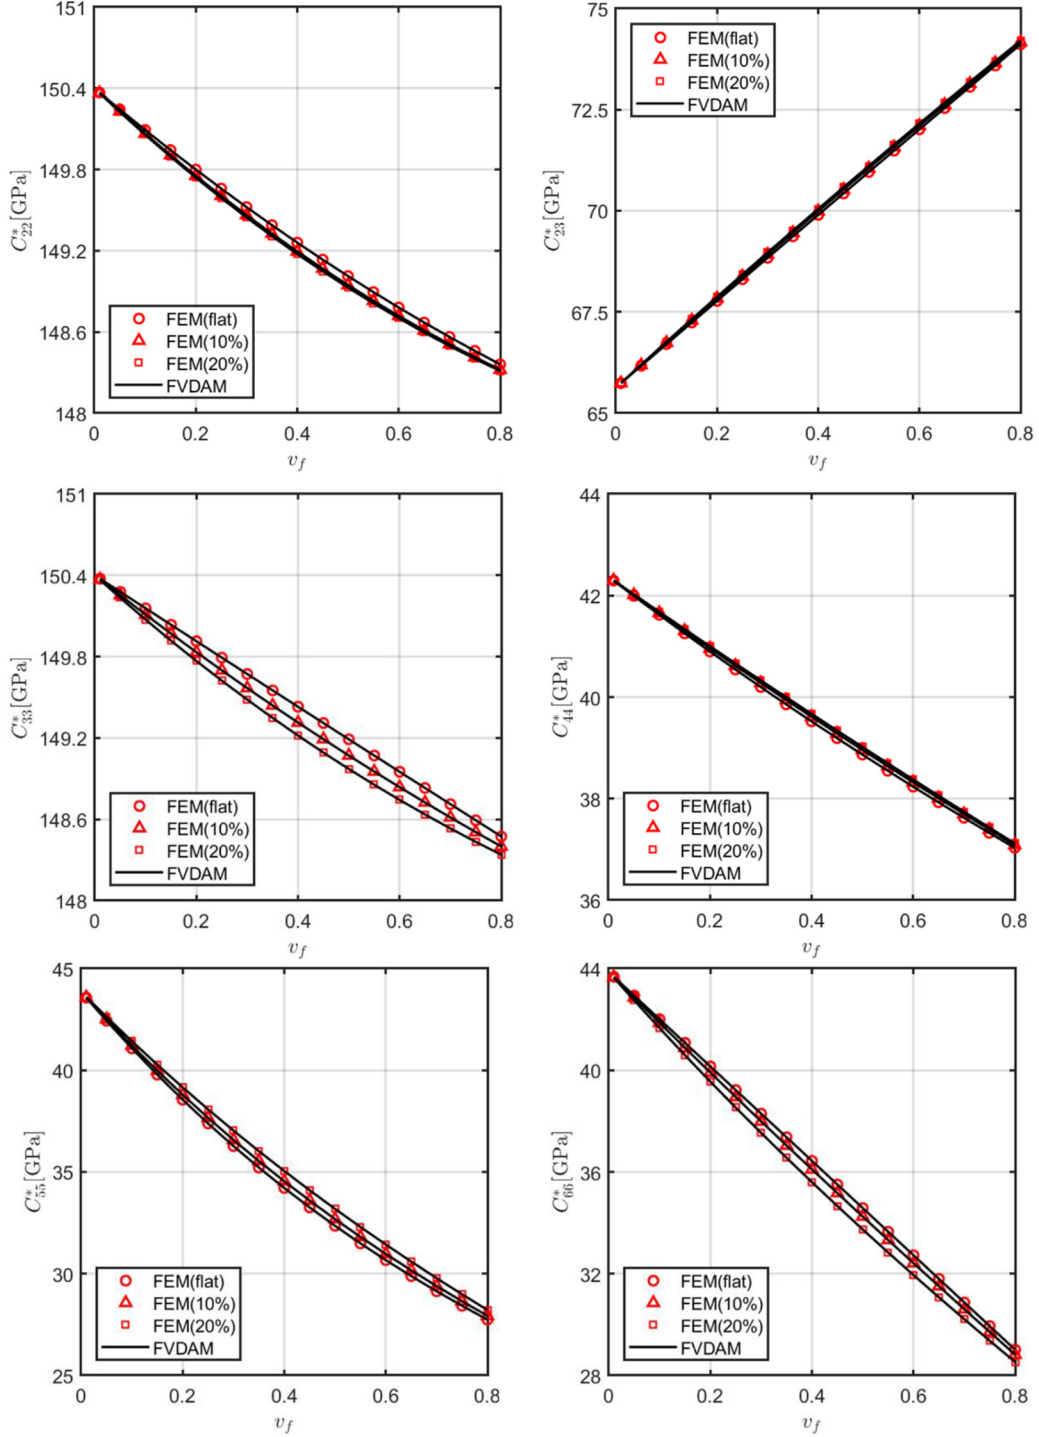 151
150.4
149.8
149.2
148.6
148
0
0.2
0.4
0.6
0.8
C*22[GPa]
v_f
FEM(flat)
FEM(10%)
FEM(20%)
FVDAM
75
72.5
70
67.5
65
0
0.2
0.4
0.6
0.8
C*23[GPa]
v_f
FEM(flat)
FEM(10%)
FEM(20%)
FVDAM
151
150.4
149.8
149.2
148.6
148
0
0.2
0.4
0.6
0.8
C*33[GPa]
v_f
FEM(flat)
FEM(10%)
FEM(20%)
FVDAM
44
42
40
38
36
0
0.2
0.4
0.6
0.8
C*44[GPa]
v_f
FEM(flat)
FEM(10%)
FEM(20%)
FVDAM
45
40
35
30
25
0
0.2
0.4
0.6
0.8
C*55[GPa]
v_f
FEM(flat)
FEM(10%)
FEM(20%)
FVDAM
44
40
36
32
28
0
0.2
0.4
0.6
0.8
C*66[GPa]
v_f
FEM(flat)
FEM(10%)
FEM(20%)
FVDAM